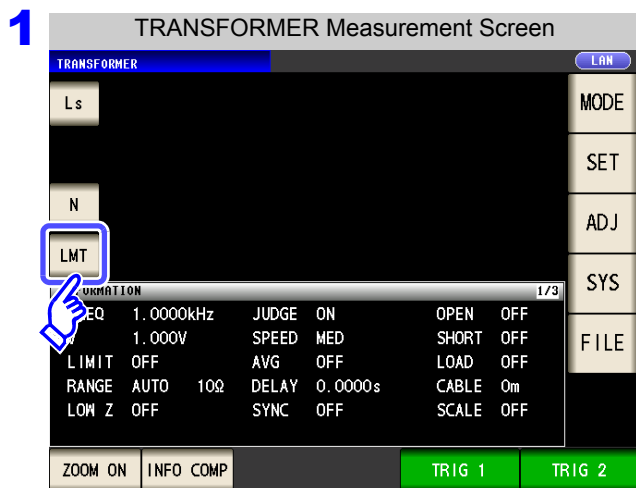 1
TRANSFORMER Measurement Screen
TRANSFORMER
LAN
Ls
MODE
SET
N
ADJ
LMT
SYS
1/3
1.0000kHz JUDGE ON OPEN OFF
1.000V SPEED MED SHORT OFF
FILE
LIMIT OFF AVG OFF LOAD OFF
RANGE AUTO 10Ω DELAY 0.0000s CABLE 0m
LOW Z OFF SYNC OFF SCALE OFF
ZOOM ON INFO COMP TRIG 1 TRIG 2